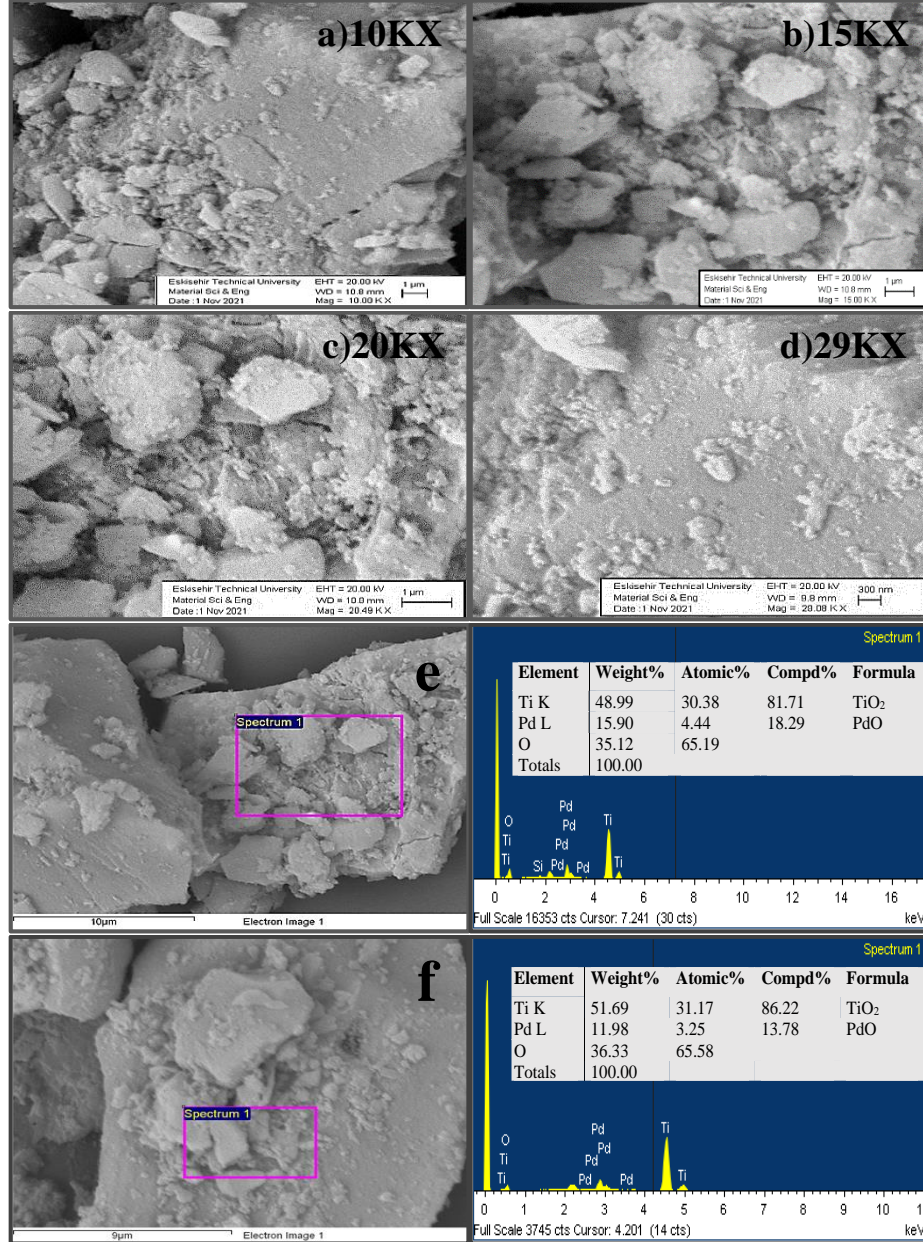 a)10KX
Eskisehir Technical University EHT = 20.00 kV 1 µm
Material Sci & Eng WD = 10.8 mm
Date :1 Nov 2021 Mag = 10.00 K X
b)15KX
Eskisehir Technical University EHT = 20.00 kV 1 µm
Material Sci & Eng WD = 10.8 mm
Date :1 Nov 2021 Mag = 15.00 K X
c)20KX
Eskisehir Technical University EHT = 20.00 kV 1 µm
Material Sci & Eng WD = mm
Date :1 Nov 2021 Mag = 20.49 K X
d)29KX
Eskisehir Technical University EHT = 20.00 kV 300 nm
Material Sci & Eng WD = mm
Date :1 Nov 2021 Mag = K X
e
Spectrum 1
10µm Electron Image 1
Spectrum 1
Element Weight% Atomic% Compd% Formula
Ti K 48.99 30.38 81.71 TiO₂
Pd L 15.90 4.44 18.29 PdO
O 35.12 65.19
Totals 100.00
O
Ti
Ti
Si
Pd
Pd
Pd
Pd
Pd
Ti
Ti
0 2 4 6 8 10 12 14 16
Full Scale 16353 cts Cursor: 7.241 (30 cts) keV
f
Spectrum 1
9µm Electron Image 1
Spectrum 1
Element Weight% Atomic% Compd% Formula
Ti K 51.69 31.17 86.22 TiO₂
Pd L 11.98 3.25 13.78 PdO
O 36.33 65.58
Totals 100.00
O
Ti
Ti
Pd
Pd
Pd
Pd
Pd
Ti
Ti
0 1 2 3 4 5 6 7 8 9 10
Full Scale 3745 cts Cursor: 4.201 (14 cts) keV